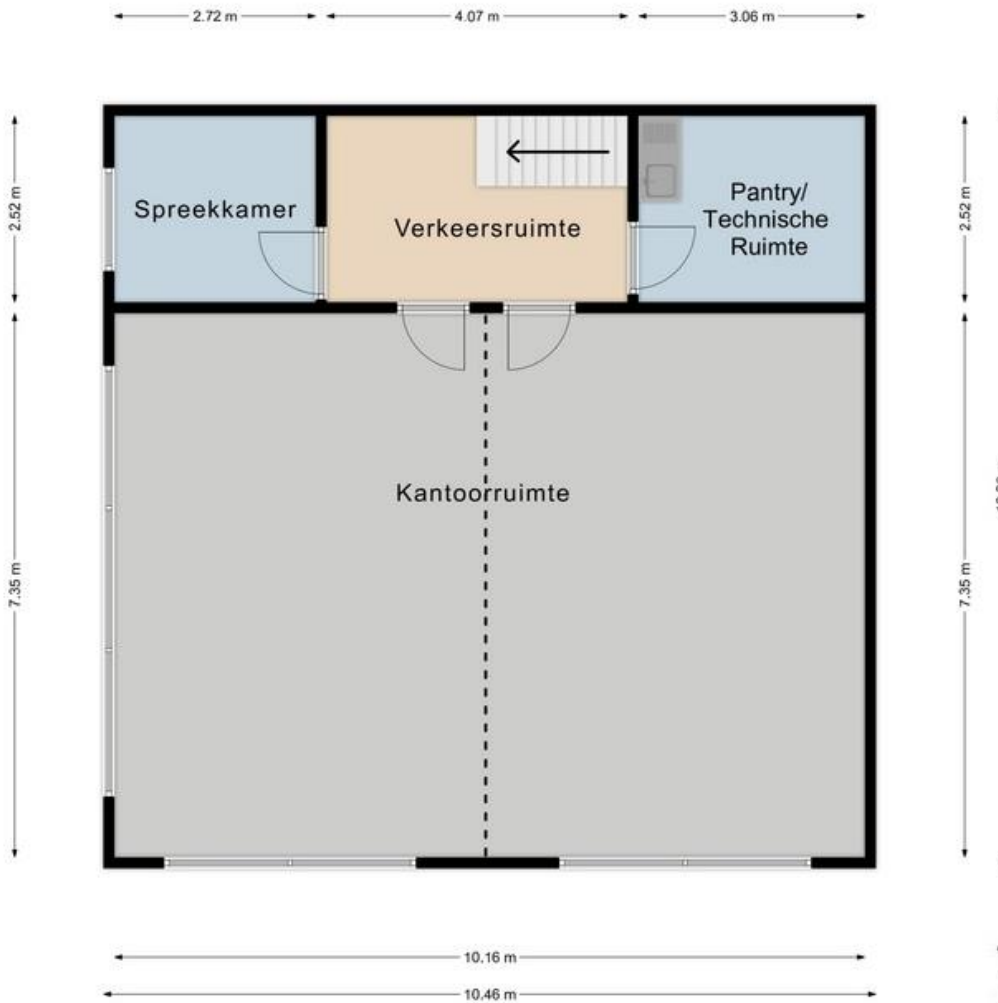 2.72 m
4.07 m
3.06 m
2.52 m
2.52 m
Spreekkamer
Verkeersruimte
Pantry/
Technische
Ruimte
Kantoorruimte
7.35 m
7.35 m
10.16 m
10.46 m